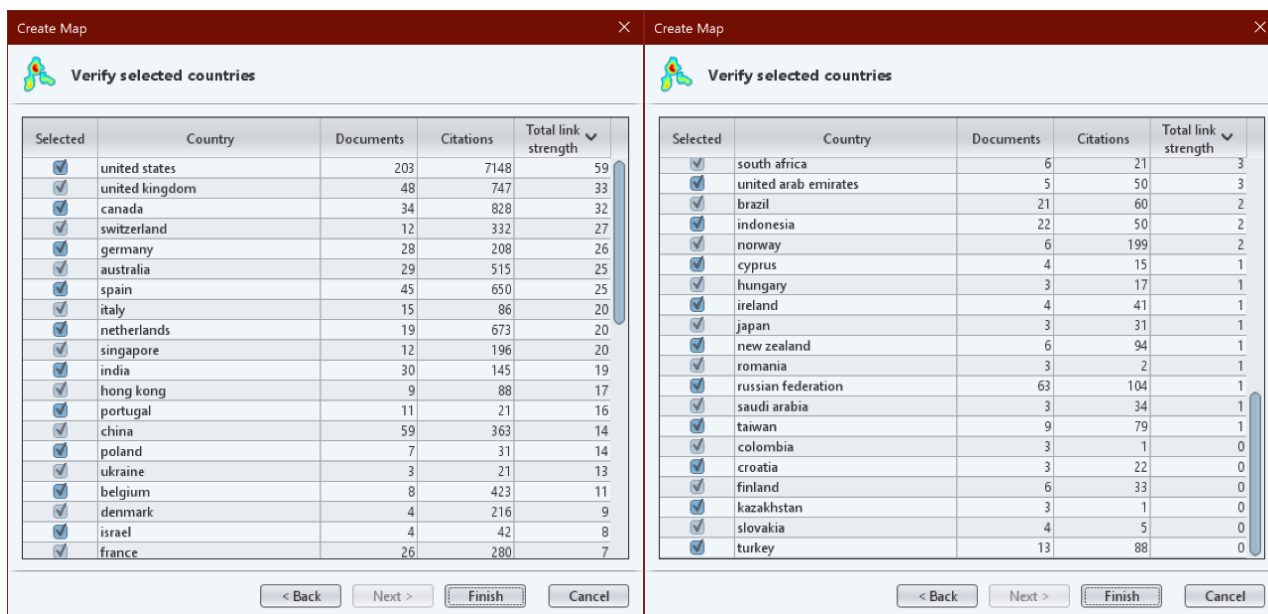 Create Map
Verify selected countries
Selected Country Documents Citations Total link strength
united states 203 7148 59
united kingdom 48 747 33
canada 34 828 32
switzerland 12 332 27
germany 28 208 26
australia 29 515 25
spain 45 650 25
italy 15 86 20
netherlands 19 673 20
singapore 12 196 20
india 30 145 19
hong kong 9 88 17
portugal 11 21 16
china 59 363 14
poland 7 31 14
ukraine 3 21 13
belgium 8 423 11
denmark 4 216 9
israel 4 42 8
france 26 280 7
< Back Next > Finish Cancel
Create Map
Verify selected countries
Selected Country Documents Citations Total link strength
south africa 6 21 3
united arab emirates 5 50 3
brazil 21 60 2
indonesia 22 50 2
norway 6 199 2
cyprus 4 15 1
hungary 3 17 1
ireland 4 41 1
japan 3 31 1
new zealand 6 94 1
romania 3 2 1
russian federation 63 104 1
saudi arabia 3 34 1
taiwan 9 79 1
colombia 3 1 0
croatia 3 22 0
finland 6 33 0
kazakhstan 3 1 0
slovakia 4 5 0
turkey 13 88 0
< Back Next > Finish Cancel